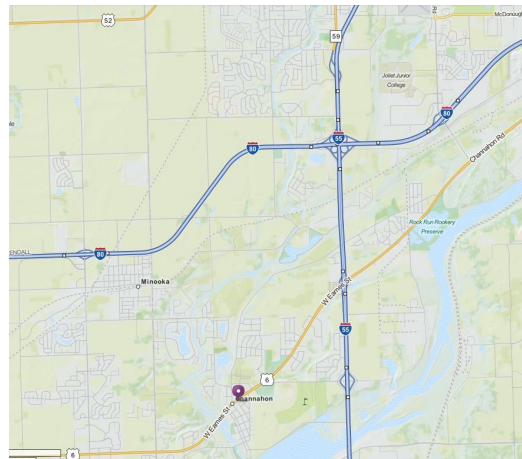 52
59
McDonough
Rd
Joliet Junior
College
80
55
80
Channahon Rd
Rock Run Rookery
Preserve
ENDALL
80
Minooka
W Eames St
55
6
Channahon
W Eames St
6